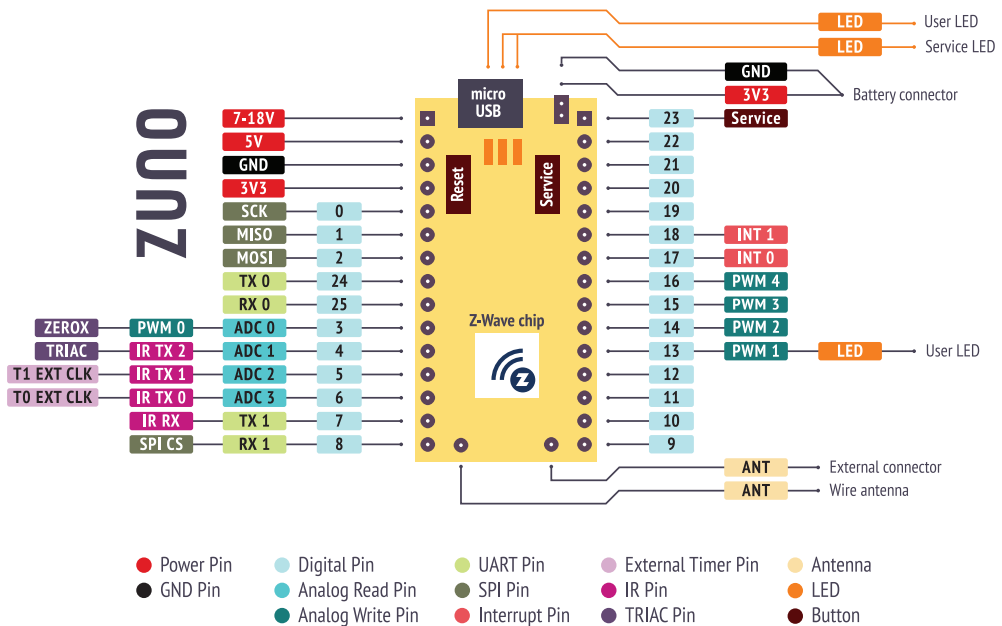 LED User LED
LED Service LED
GND
3V3 Battery connector
micro
USB
ZUNO
7-18V 23 Service
5V 22
GND 21
3V3 20
Reset Service
SCK 0 19
MISO 1 18 INT 1
MOSI 2 17 INT 0
TX 0 24 16 PWM 4
RX 0 25 15 PWM 3
Z-Wave chip
ZEROX PWM 0 ADC 0 3 14 PWM 2
TRIAC IR TX 2 ADC 1 4 13 PWM 1 LED User LED
T1 EXT CLK IR TX 1 ADC 2 5 12
Z
T0 EXT CLK IR TX 0 ADC 3 6 11
IR RX TX 1 7 10
SPI CS RX 1 8 9
ANT External connector
ANT Wire antenna
Power Pin Digital Pin UART Pin External Timer Pin Antenna
GND Pin Analog Read Pin SPI Pin IR Pin LED
Analog Write Pin Interrupt Pin TRIAC Pin Button